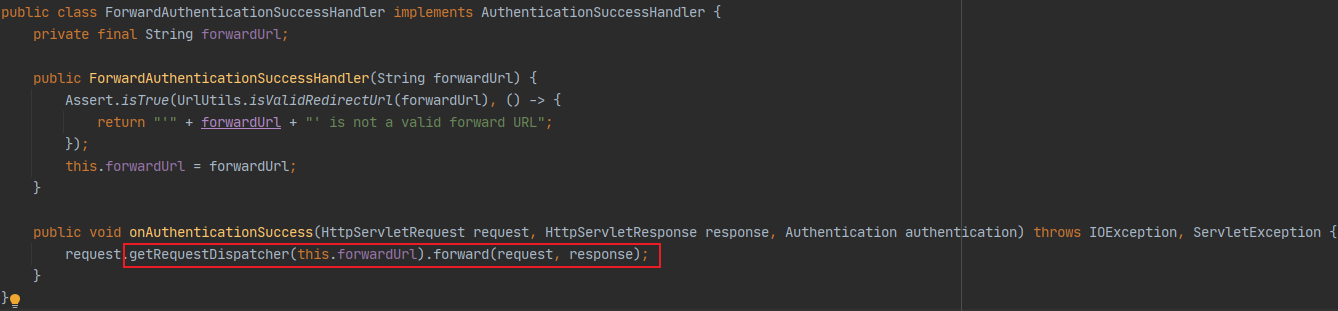 public class ForwardAuthenticationSuccessHandler implements AuthenticationSuccessHandler {
    private final String forwardUrl;

    public ForwardAuthenticationSuccessHandler(String forwardUrl) {
        Assert.isTrue(UrlUtils.isValidRedirectUrl(forwardUrl), () -> {
            return "'" + forwardUrl + "' is not a valid forward URL";
        });
        this.forwardUrl = forwardUrl;
    }

    public void onAuthenticationSuccess(HttpServletRequest request, HttpServletResponse response, Authentication authentication) throws IOException, ServletException {
        request.getRequestDispatcher(this.forwardUrl).forward(request, response);
    }
}